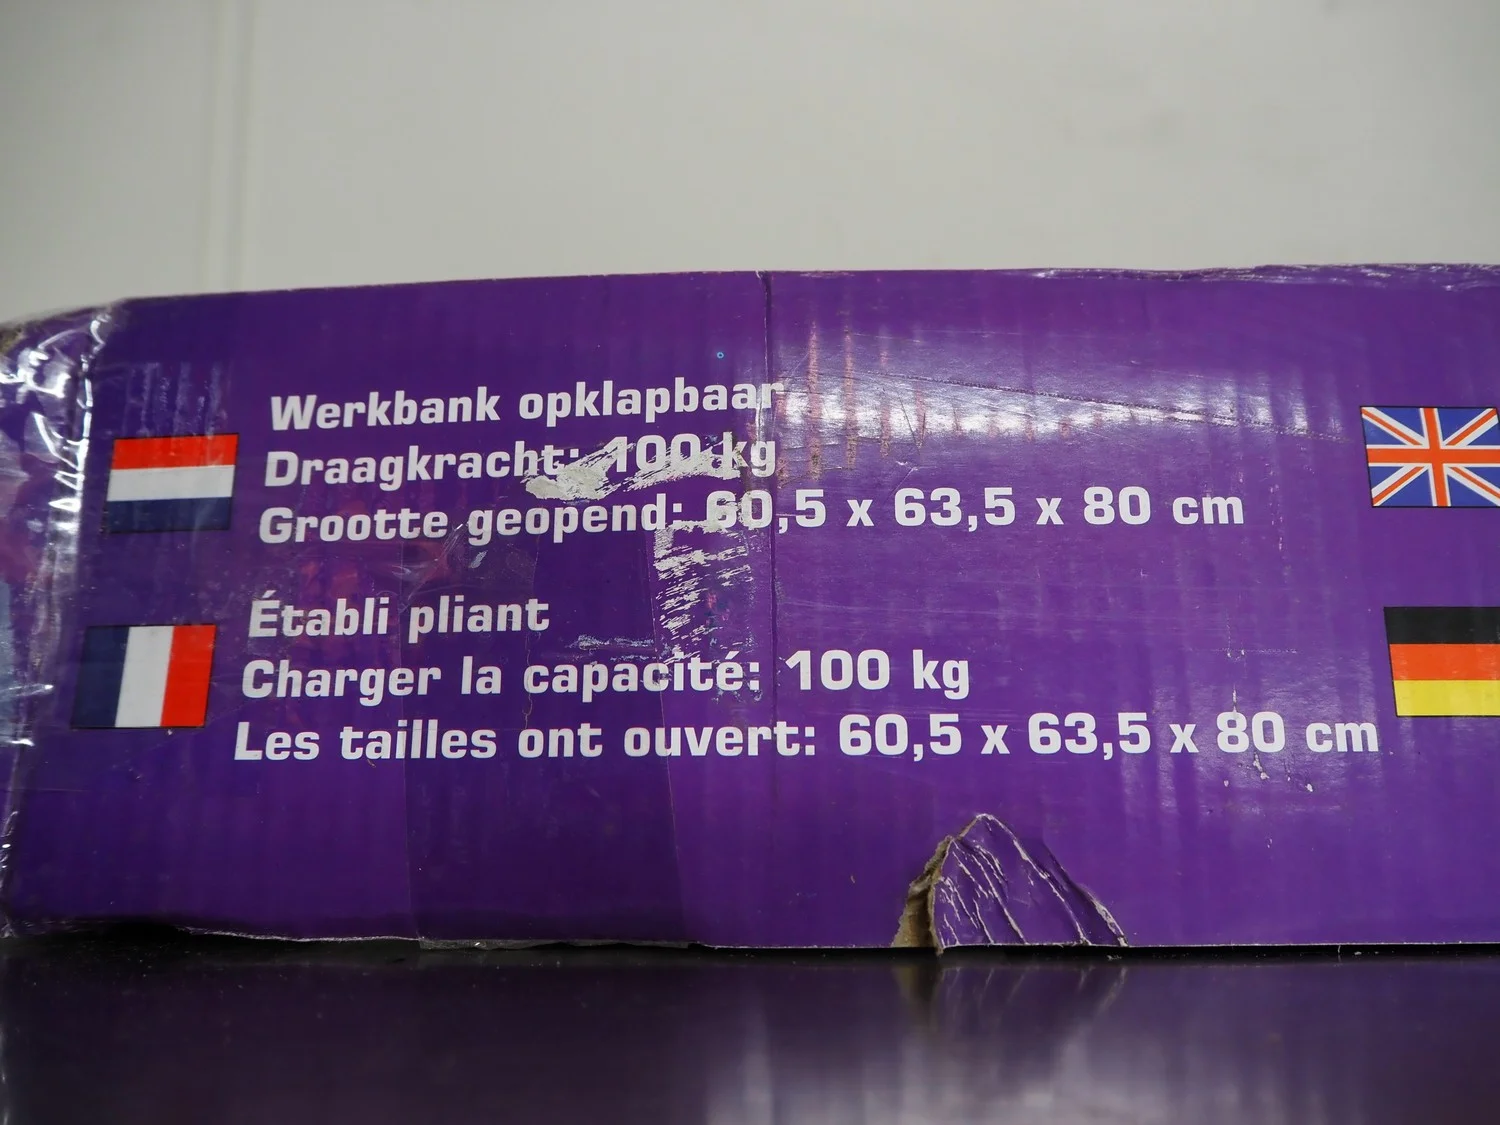 Werkbank opklapbaar
Draagkracht: 100 kg
Grootte geopend: 60,5 x 63,5 x 80 cm
Établi pliant
Charger la capacité: 100 kg
Les tailles ont ouvert: 60,5 x 63,5 x 80 cm